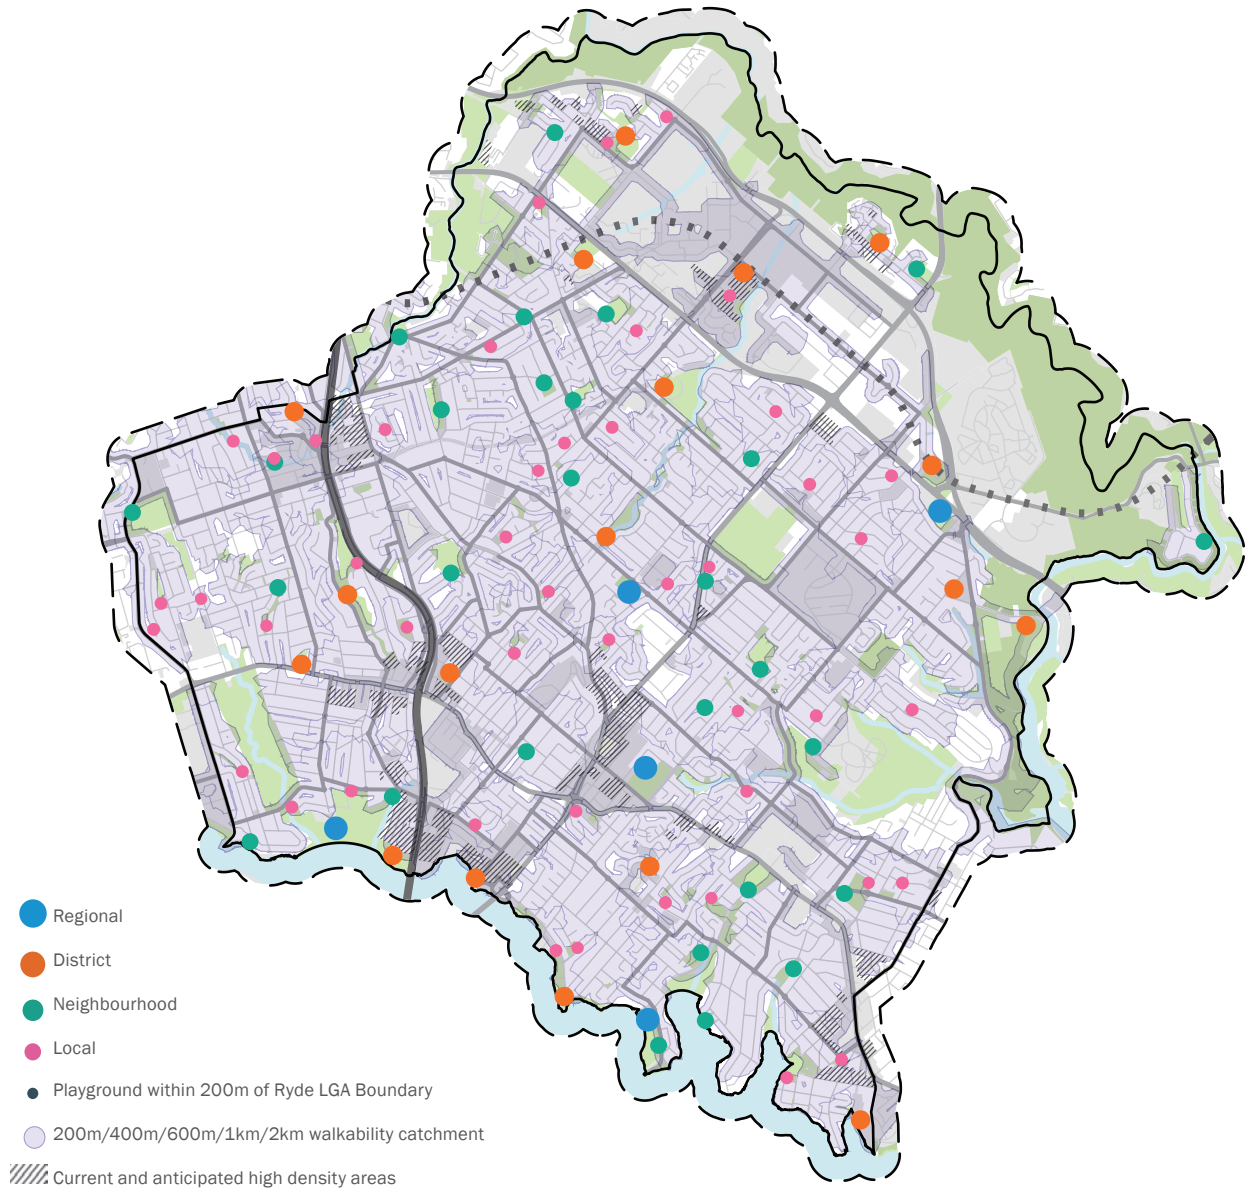 Regional
District
Neighbourhood
Local
Playground within 200m of Ryde LGA Boundary
200m/400m/600m/1km/2km walkability catchment
Current and anticipated high density areas